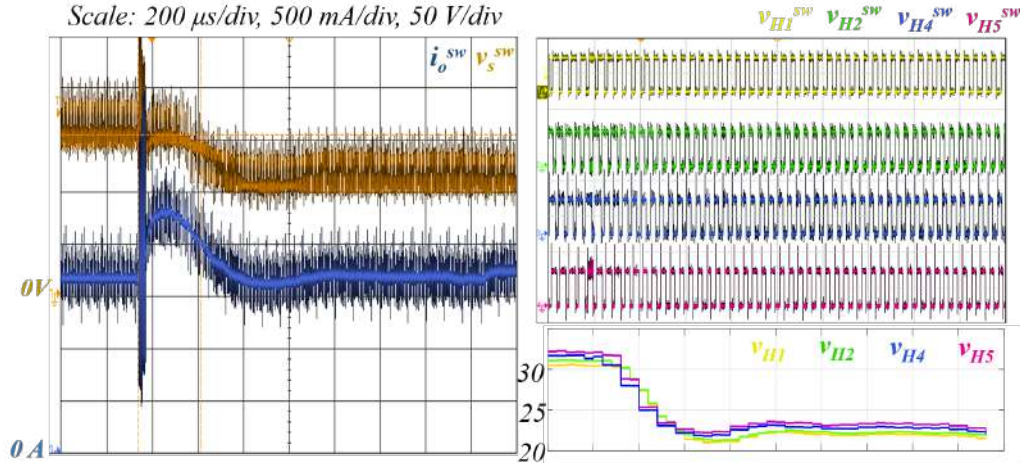 Scale: 200 μs/div, 500 mA/div, 50 V/div
i_o^sw v_s^sw
0V
0 A
v_H1^sw v_H2^sw v_H4^sw v_H5^sw
v_H1 v_H2 v_H4 v_H5
30
25
20